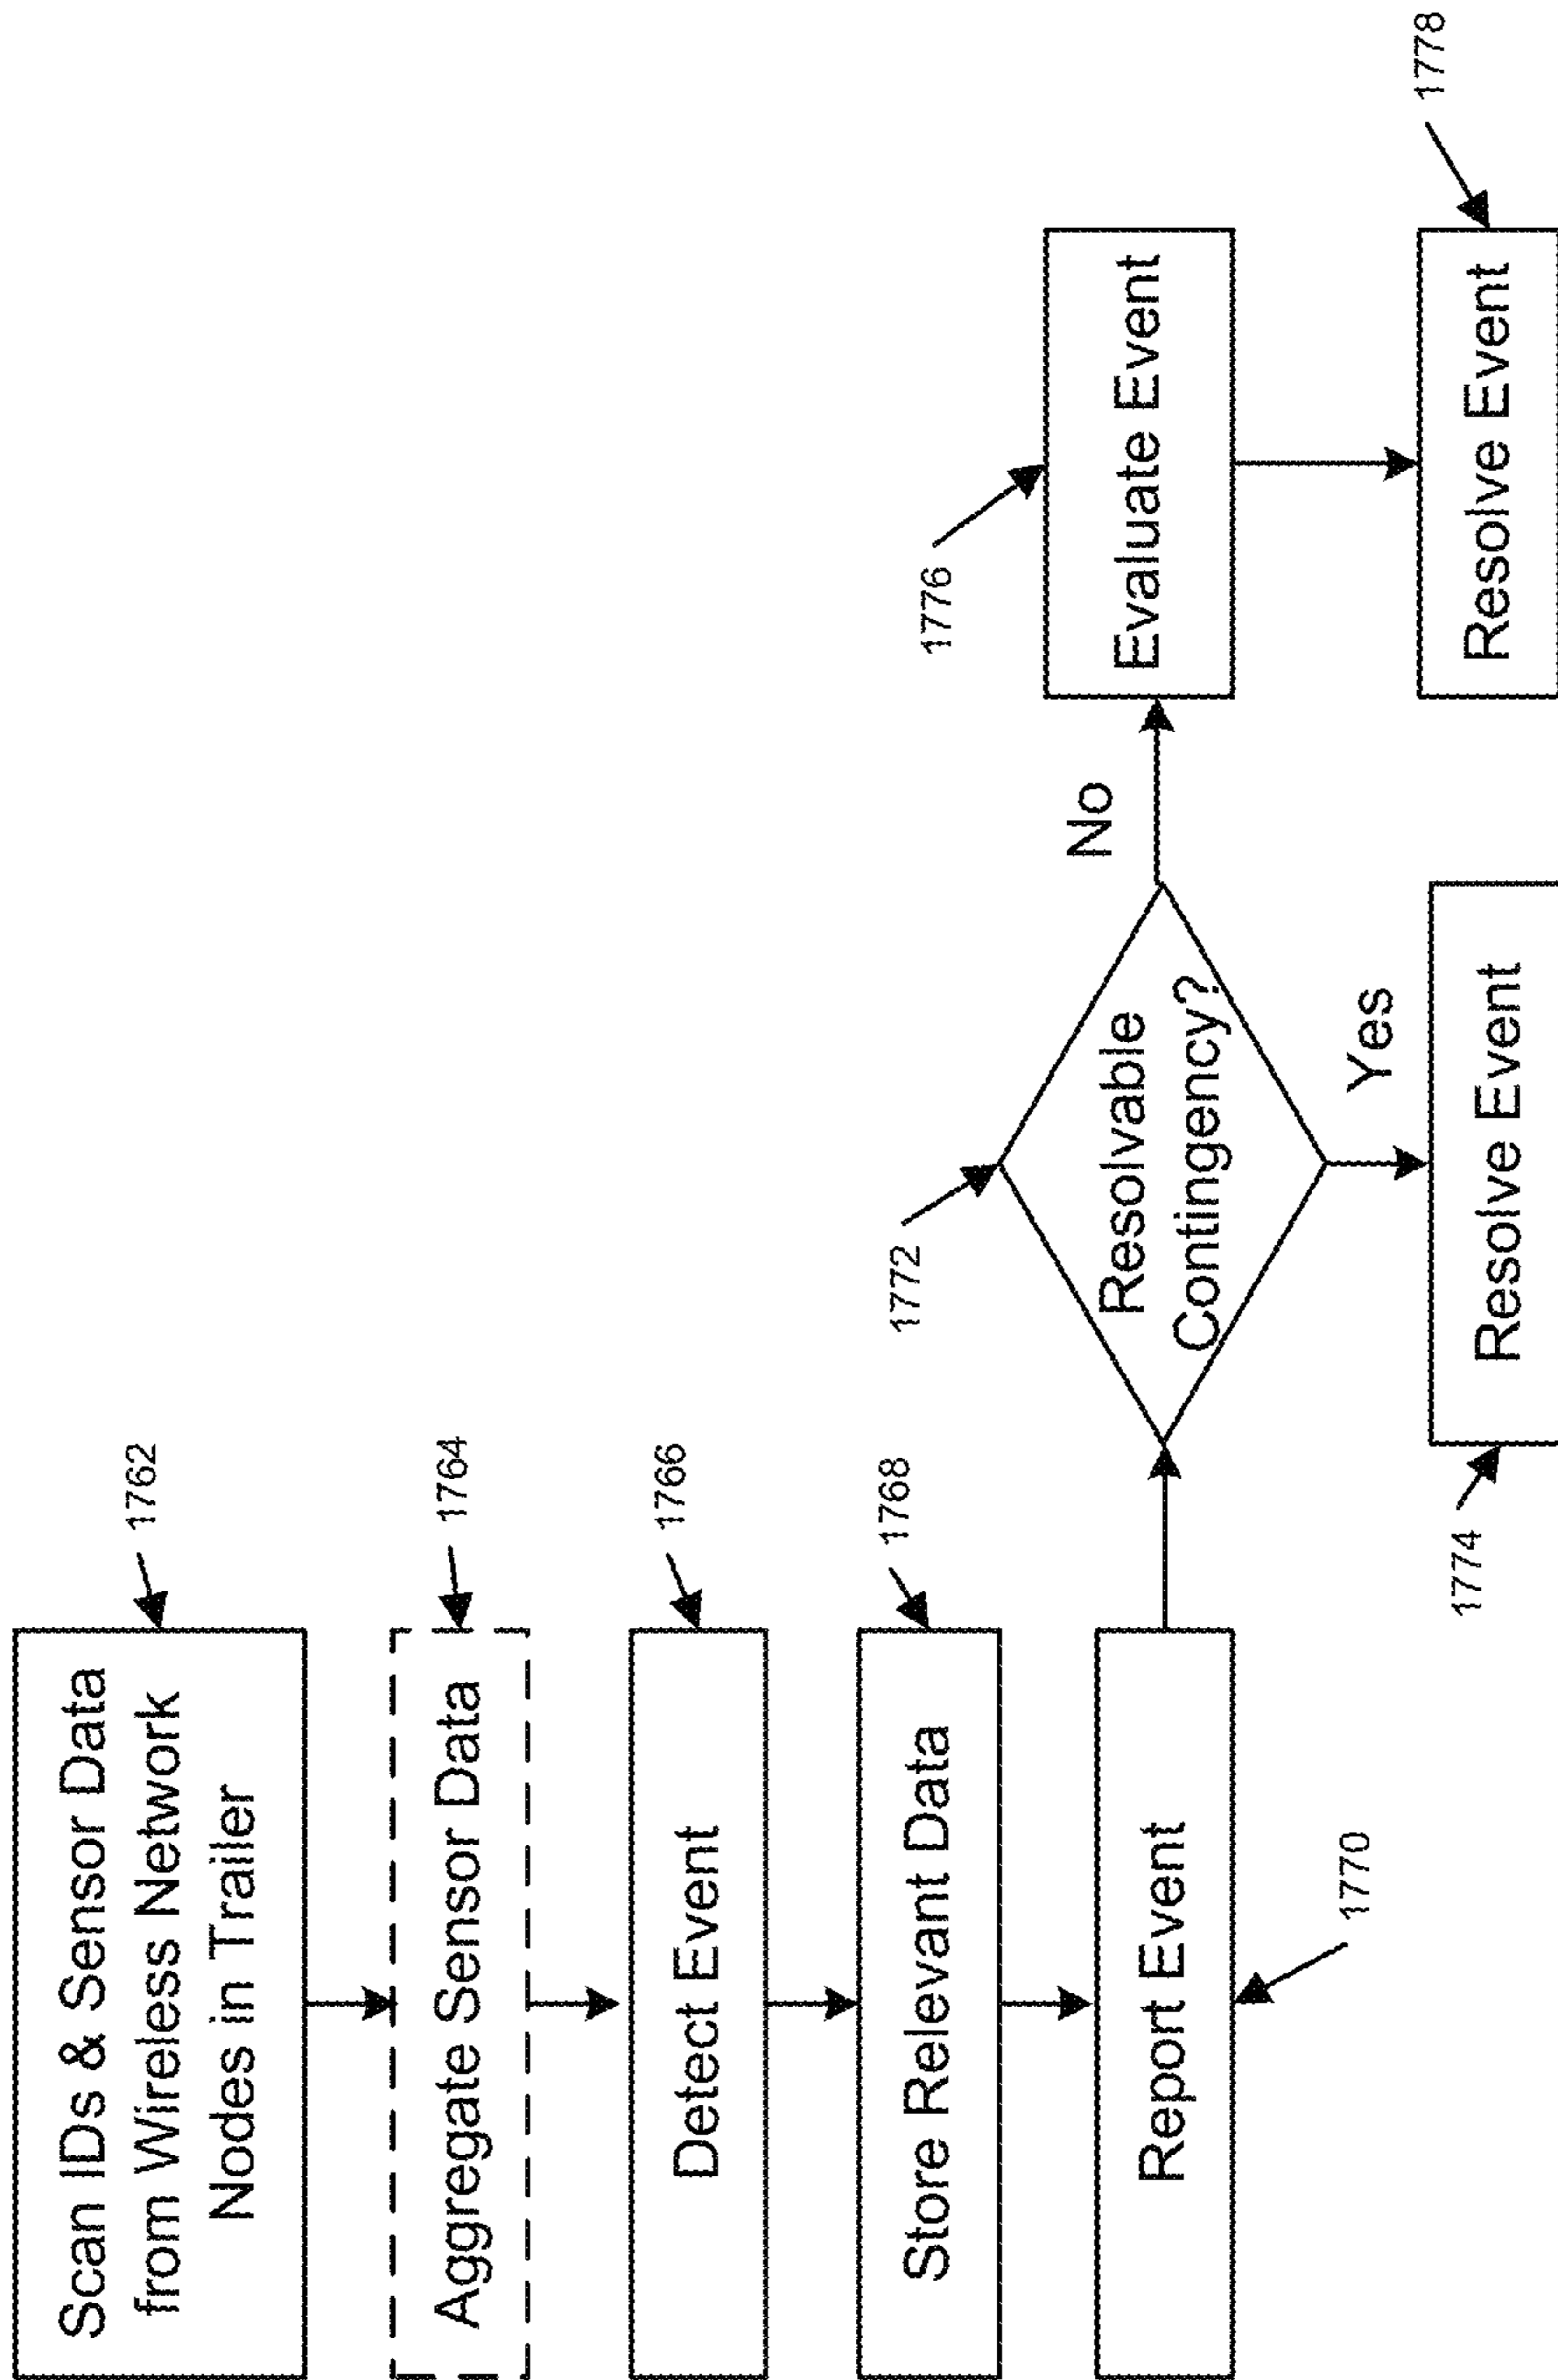 Scan IDs & Sensor Data
from Wireless Network
Nodes in Trailer
1762
Aggregate Sensor Data
1764
Detect Event
1766
Store Relevant Data
1768
Report Event
1770
Resolvable
Contingency?
1772
No
Yes
Resolve Event
1774
Evaluate Event
1776
Resolve Event
1778